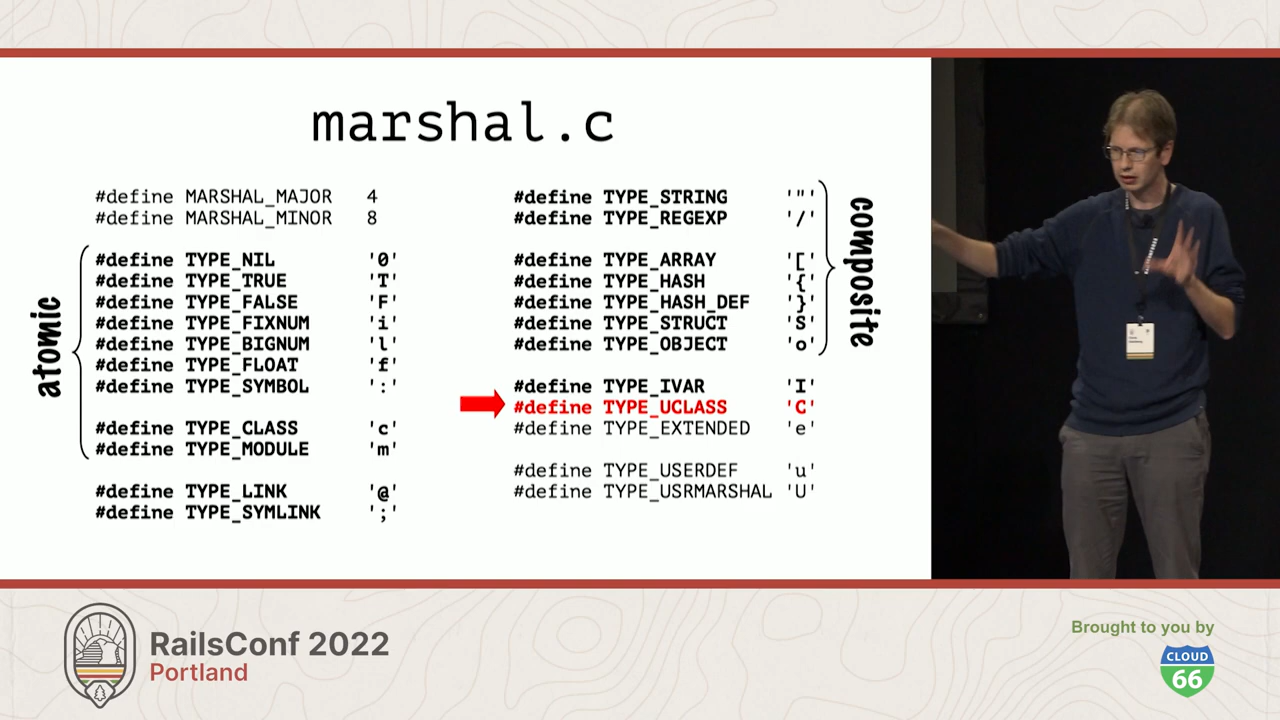 marshal.c
#define MARSHAL_MAJOR 4
#define MARSHAL_MINOR 8
atomic
#define TYPE_NIL '0'
#define TYPE_TRUE 'T'
#define TYPE_FALSE 'F'
#define TYPE_FIXNUM 'i'
#define TYPE_BIGNUM 'l'
#define TYPE_FLOAT 'f'
#define TYPE_SYMBOL ':'
#define TYPE_CLASS 'c'
#define TYPE_MODULE 'm'
#define TYPE_LINK '@'
#define TYPE_SYMLINK ';'
#define TYPE_STRING '"'
#define TYPE_REGEXP '/'
#define TYPE_ARRAY '['
#define TYPE_HASH '{'
#define TYPE_HASH_DEF '}'
#define TYPE_STRUCT 'S'
#define TYPE_OBJECT 'o'
composite
#define TYPE_IVAR 'I'
#define TYPE_UCLASS 'C'
#define TYPE_EXTENDED 'e'
#define TYPE_USERDEF 'u'
#define TYPE_USRMARSHAL 'U'
RailsConf 2022
Portland
Brought to you by
CLOUD
66